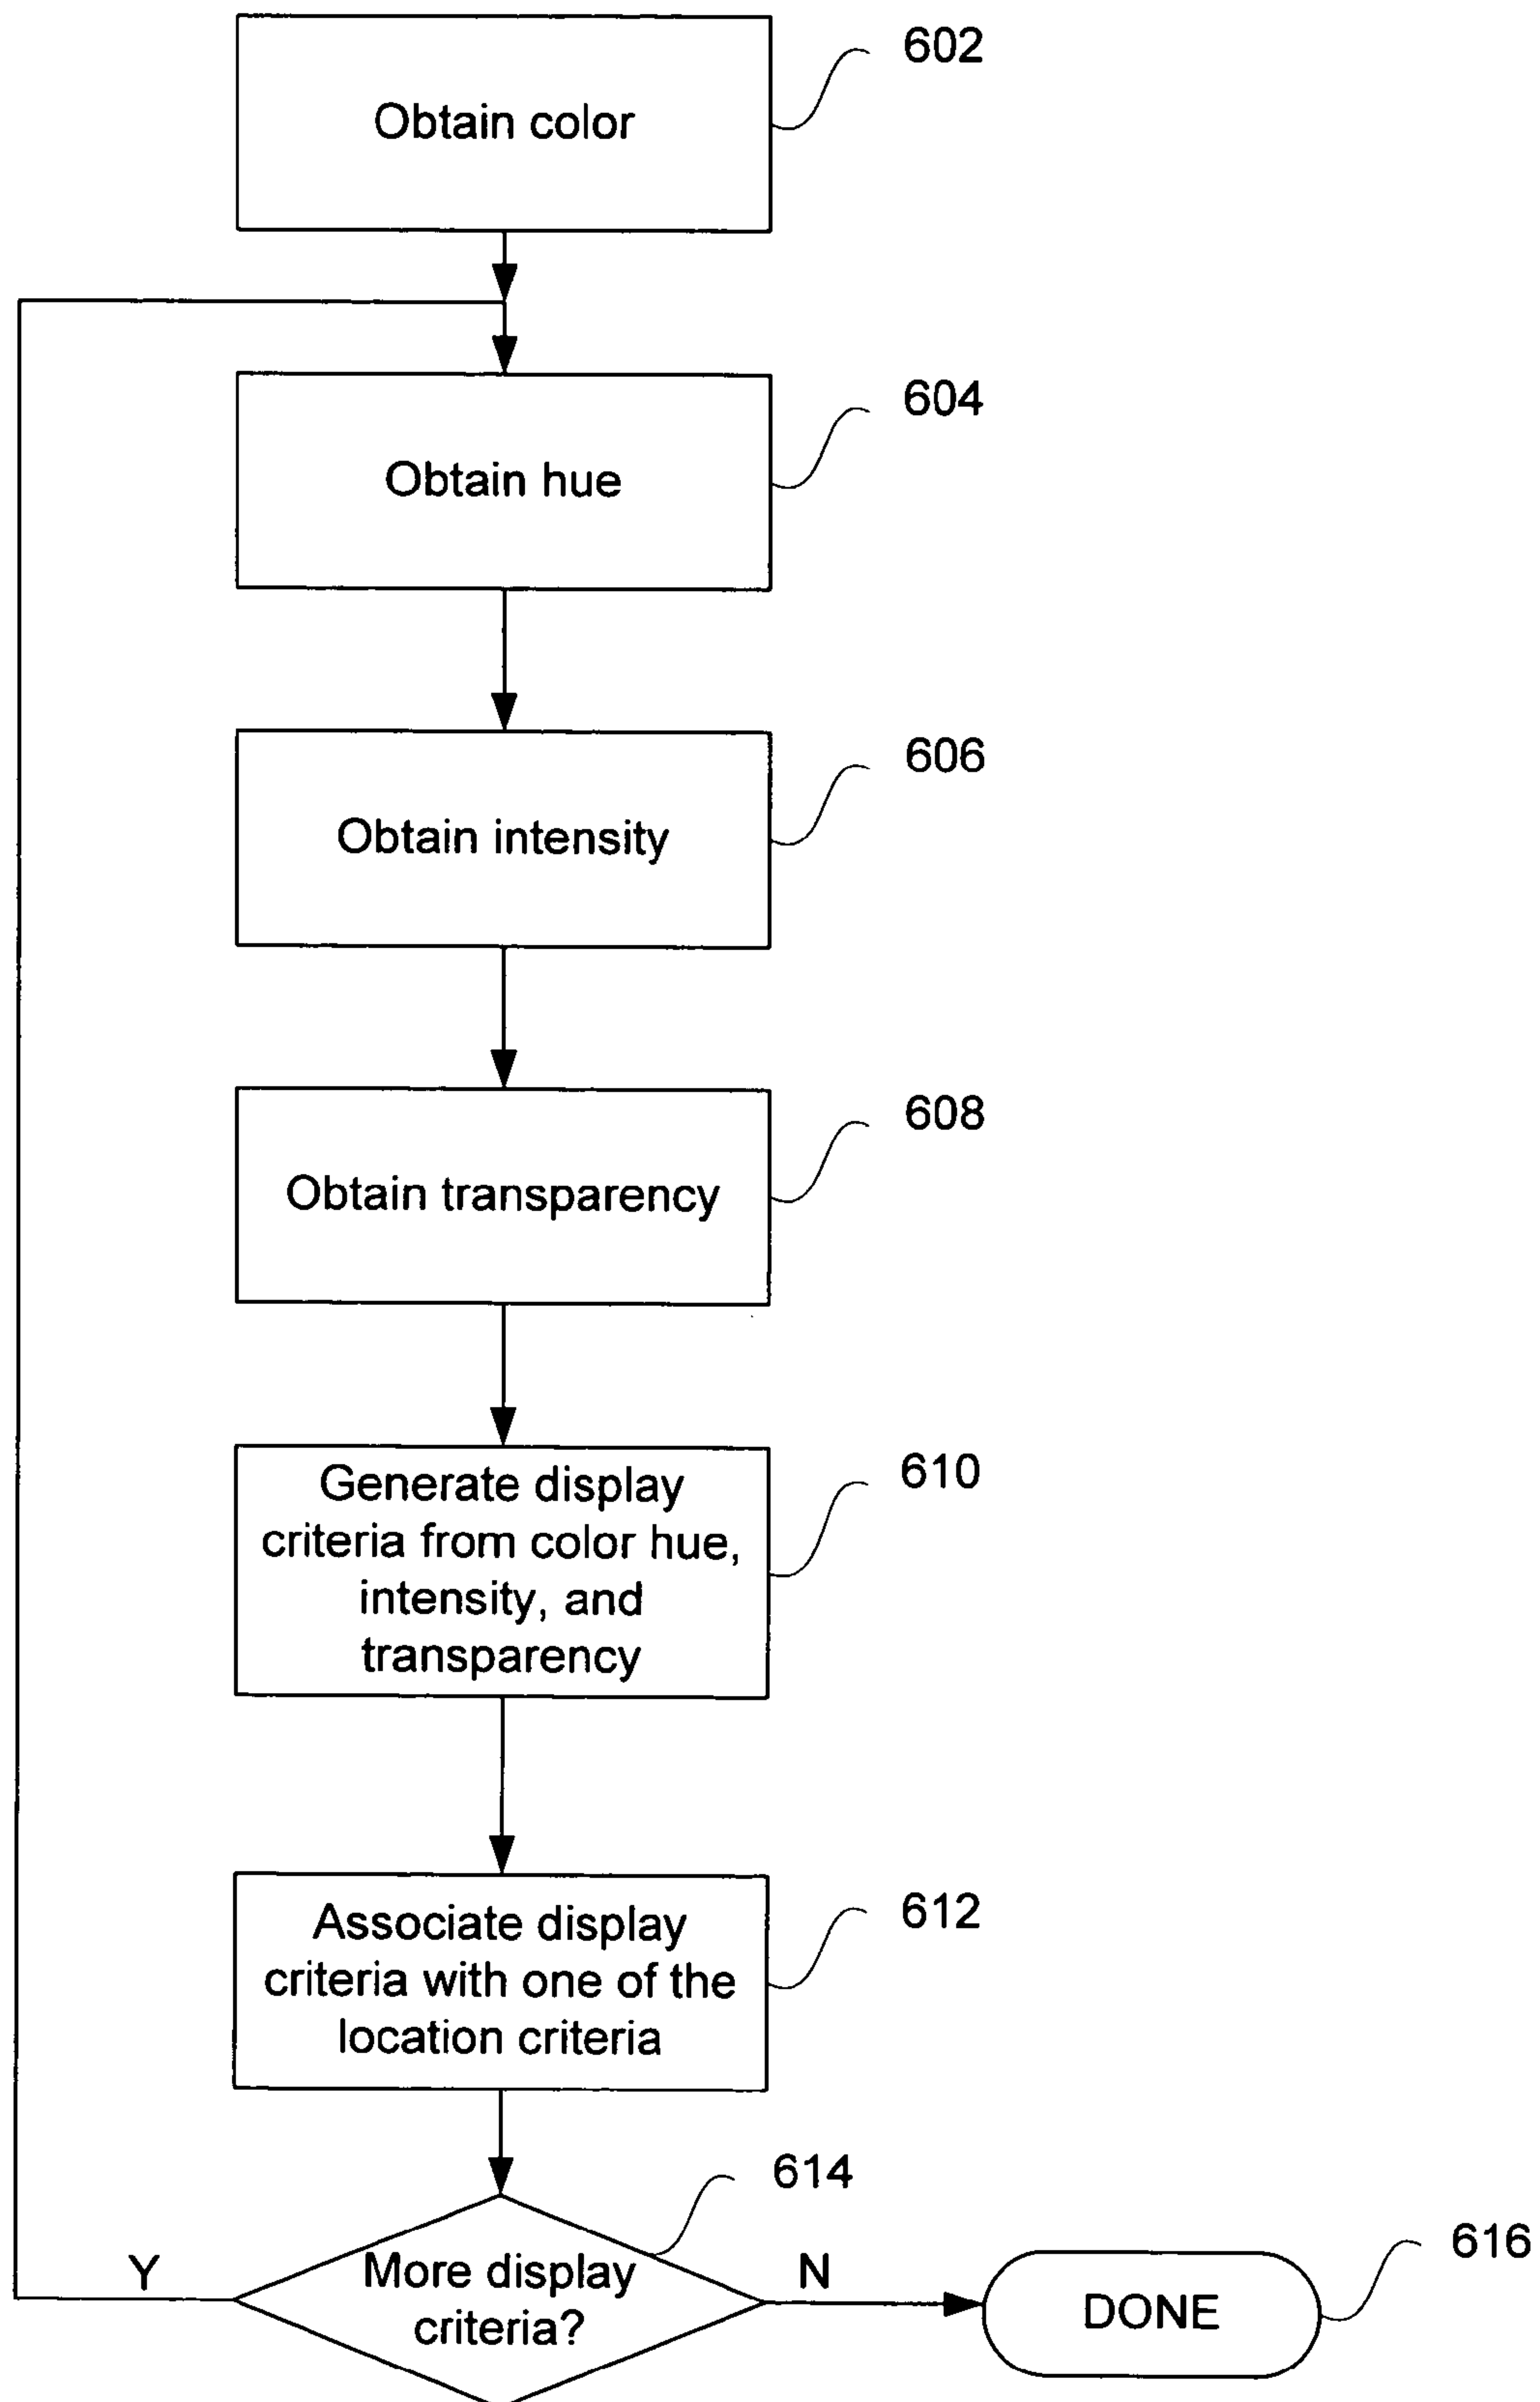 Obtain color
602
Obtain hue
604
Obtain intensity
606
Obtain transparency
608
Generate display
criteria from color hue,
intensity, and
transparency
610
Associate display
criteria with one of the
location criteria
612
614
More display
criteria?
Y
N
DONE
616